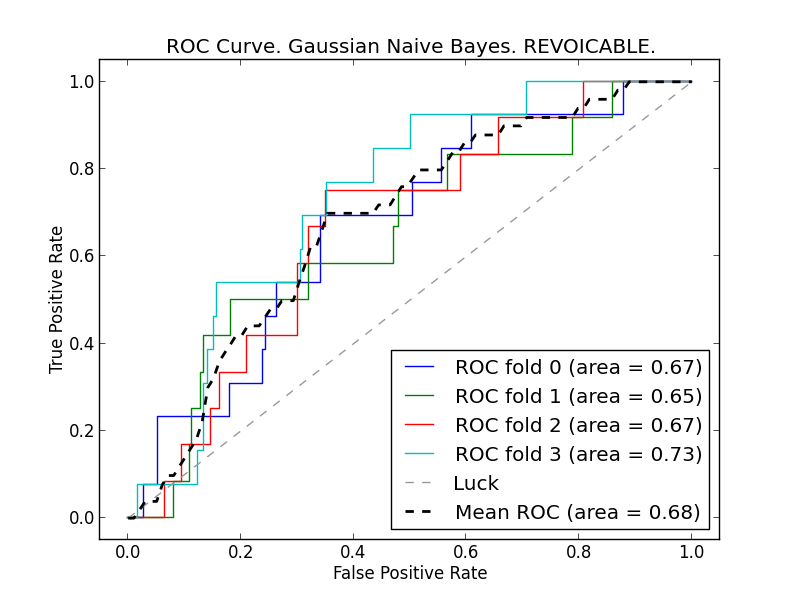 ROC Curve. Gaussian Naive Bayes. REVOICABLE.
1.0
0.8
0.6
0.4
0.2
0.0
True Positive Rate
0.0 0.2 0.4 0.6 0.8 1.0
False Positive Rate
ROC fold 0 (area = 0.67)
ROC fold 1 (area = 0.65)
ROC fold 2 (area = 0.67)
ROC fold 3 (area = 0.73)
Luck
Mean ROC (area = 0.68)